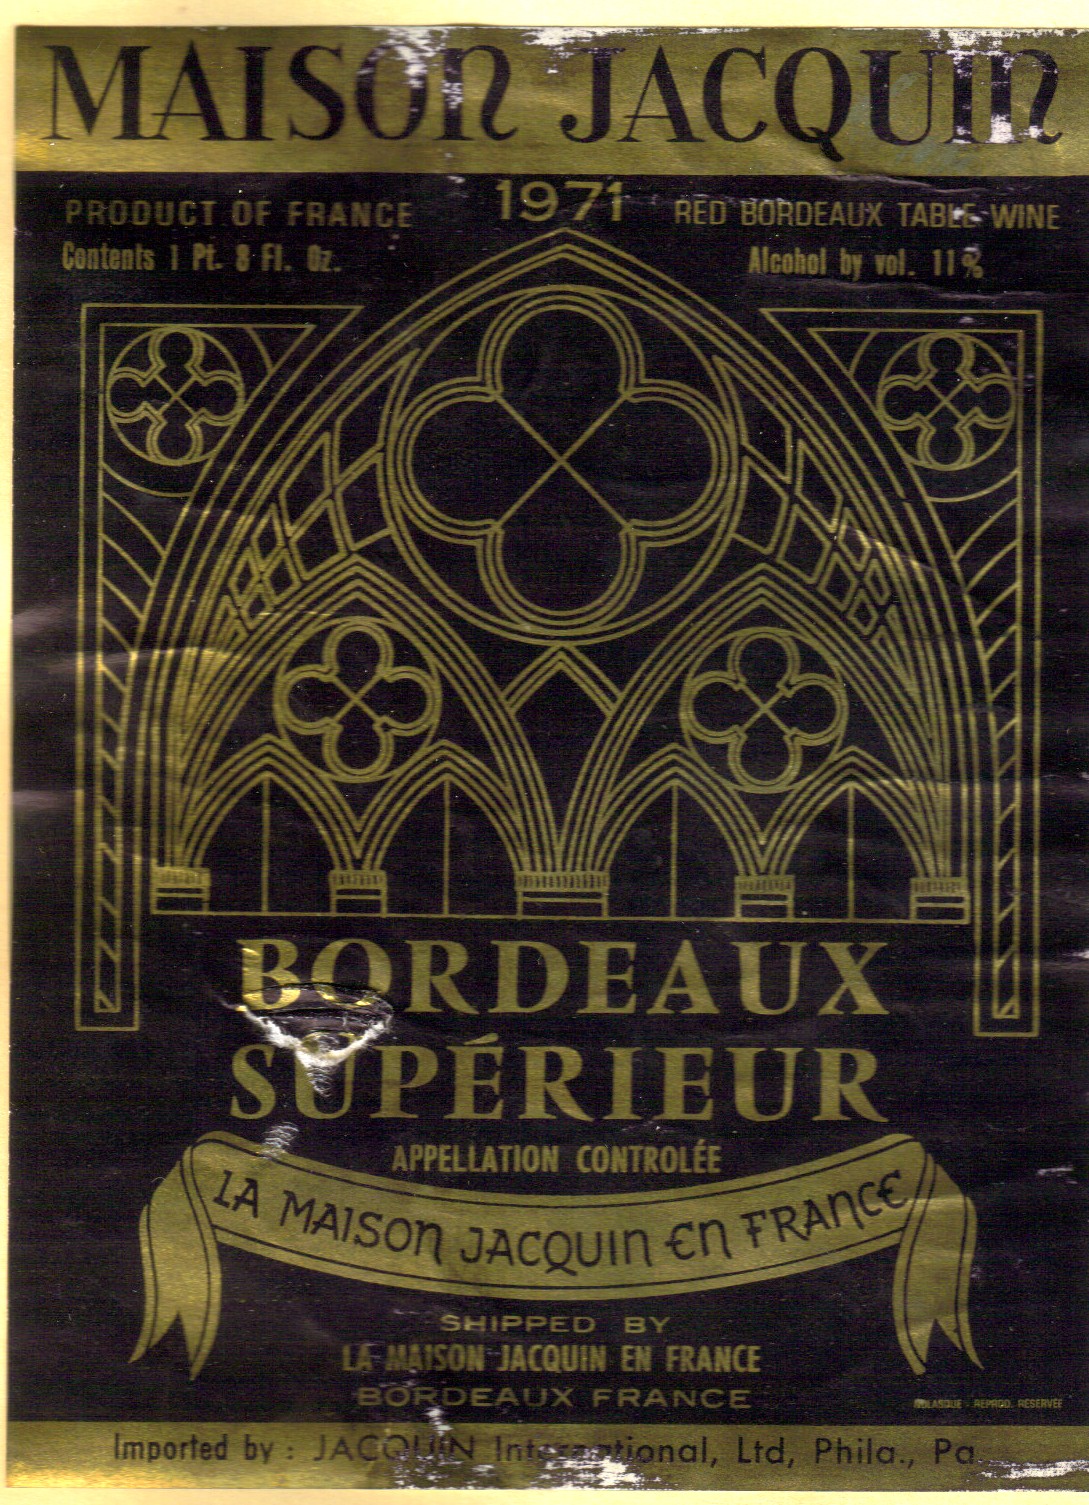 MAISON JACQUIN
1971
PRODUCT OF FRANCE
Contents 1 Pt. 8 Fl. Oz.
RED BORDEAUX TABLE WINE
Alcohol by vol. 11%
BORDEAUX
SUPÉRIEUR
APPELLATION CONTROLÉE
LA MAISON JACQUIN EN FRANCE
SHIPPED BY
LA MAISON JACQUIN EN FRANCE
BORDEAUX FRANCE
REPROD. RESERVÉE
Imported by : JACQUIN International, Ltd, Phila., Pa.